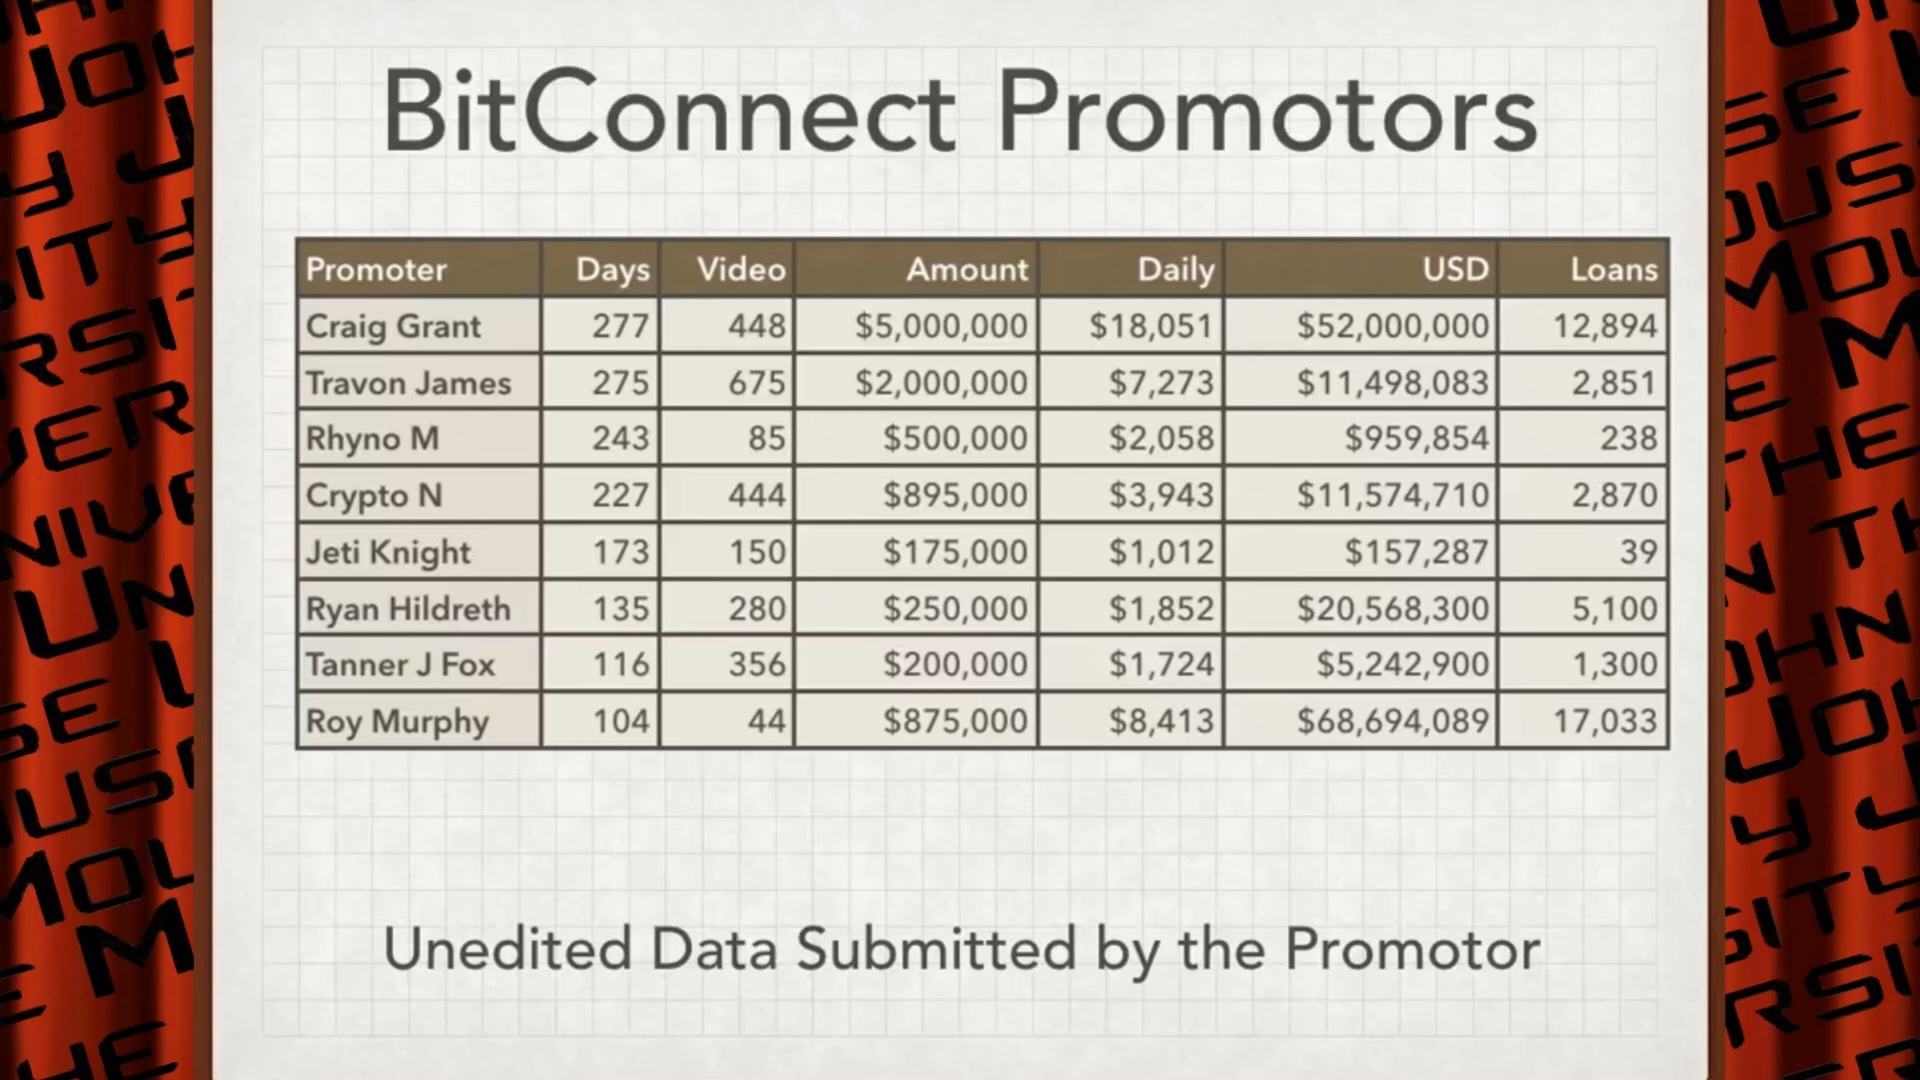 BitConnect Promotors
Promoter Days Video Amount Daily USD Loans
Craig Grant 277 448 $5,000,000 $18,051 $52,000,000 12,894
Travon James 275 675 $2,000,000 $7,273 $11,498,083 2,851
Rhyno M 243 85 $500,000 $2,058 $959,854 238
Crypto N 227 444 $895,000 $3,943 $11,574,710 2,870
Jeti Knight 173 150 $175,000 $1,012 $157,287 39
Ryan Hildreth 135 280 $250,000 $1,852 $20,568,300 5,100
Tanner J Fox 116 356 $200,000 $1,724 $5,242,900 1,300
Roy Murphy 104 44 $875,000 $8,413 $68,694,089 17,033
Unedited Data Submitted by the Promotor